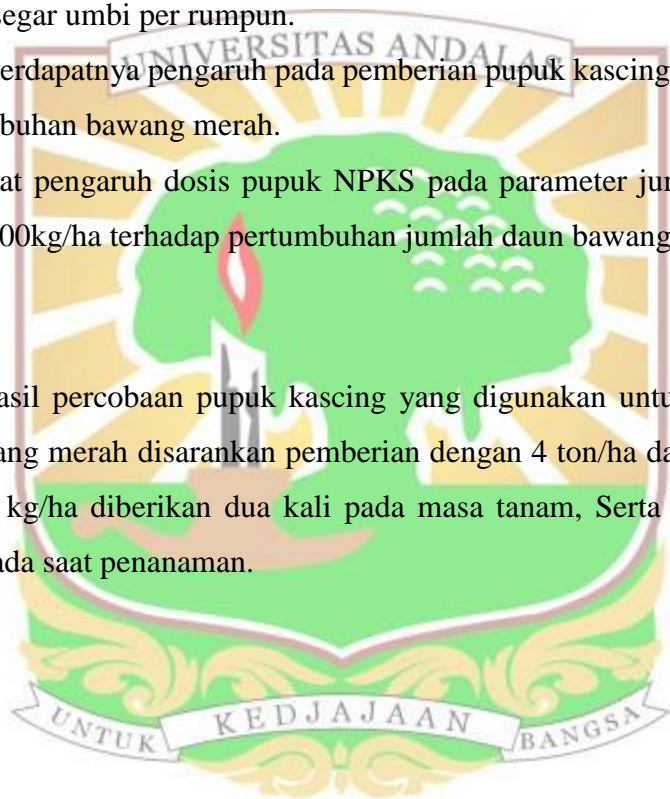 segar umbi per rumpun.
UNIVERSITAS ANDALAS
erdapatnya pengaruh pada pemberian pupuk kascing
buhan bawang merah.
at pengaruh dosis pupuk NPKS pada parameter jum
00kg/ha terhadap pertumbuhan jumlah daun bawang
asil percobaan pupuk kascing yang digunakan untu
ang merah disarankan pemberian dengan 4 ton/ha da
kg/ha diberikan dua kali pada masa tanam, Serta
ada saat penanaman.
UNTUK KEDJAJAAN BANGSA